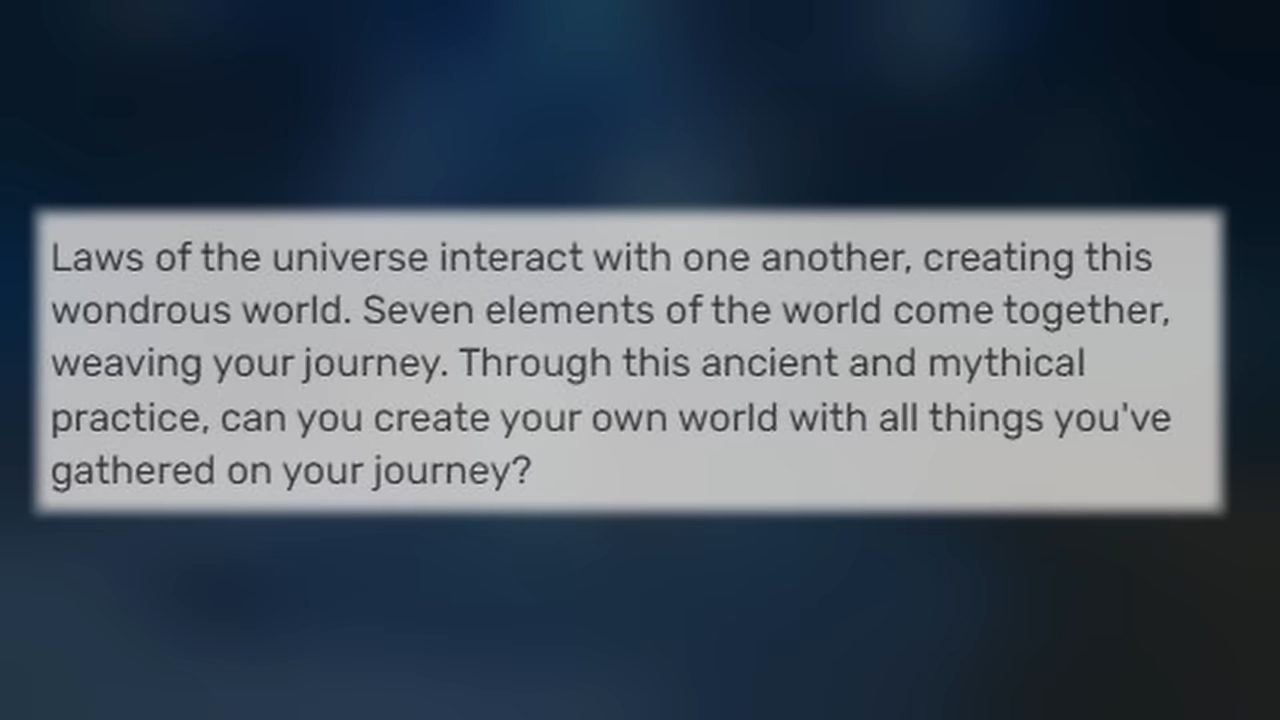 Laws of the universe interact with one another, creating this
wondrous world. Seven elements of the world come together,
weaving your journey. Through this ancient and mythical
practice, can you create your own world with all things you've
gathered on your journey?